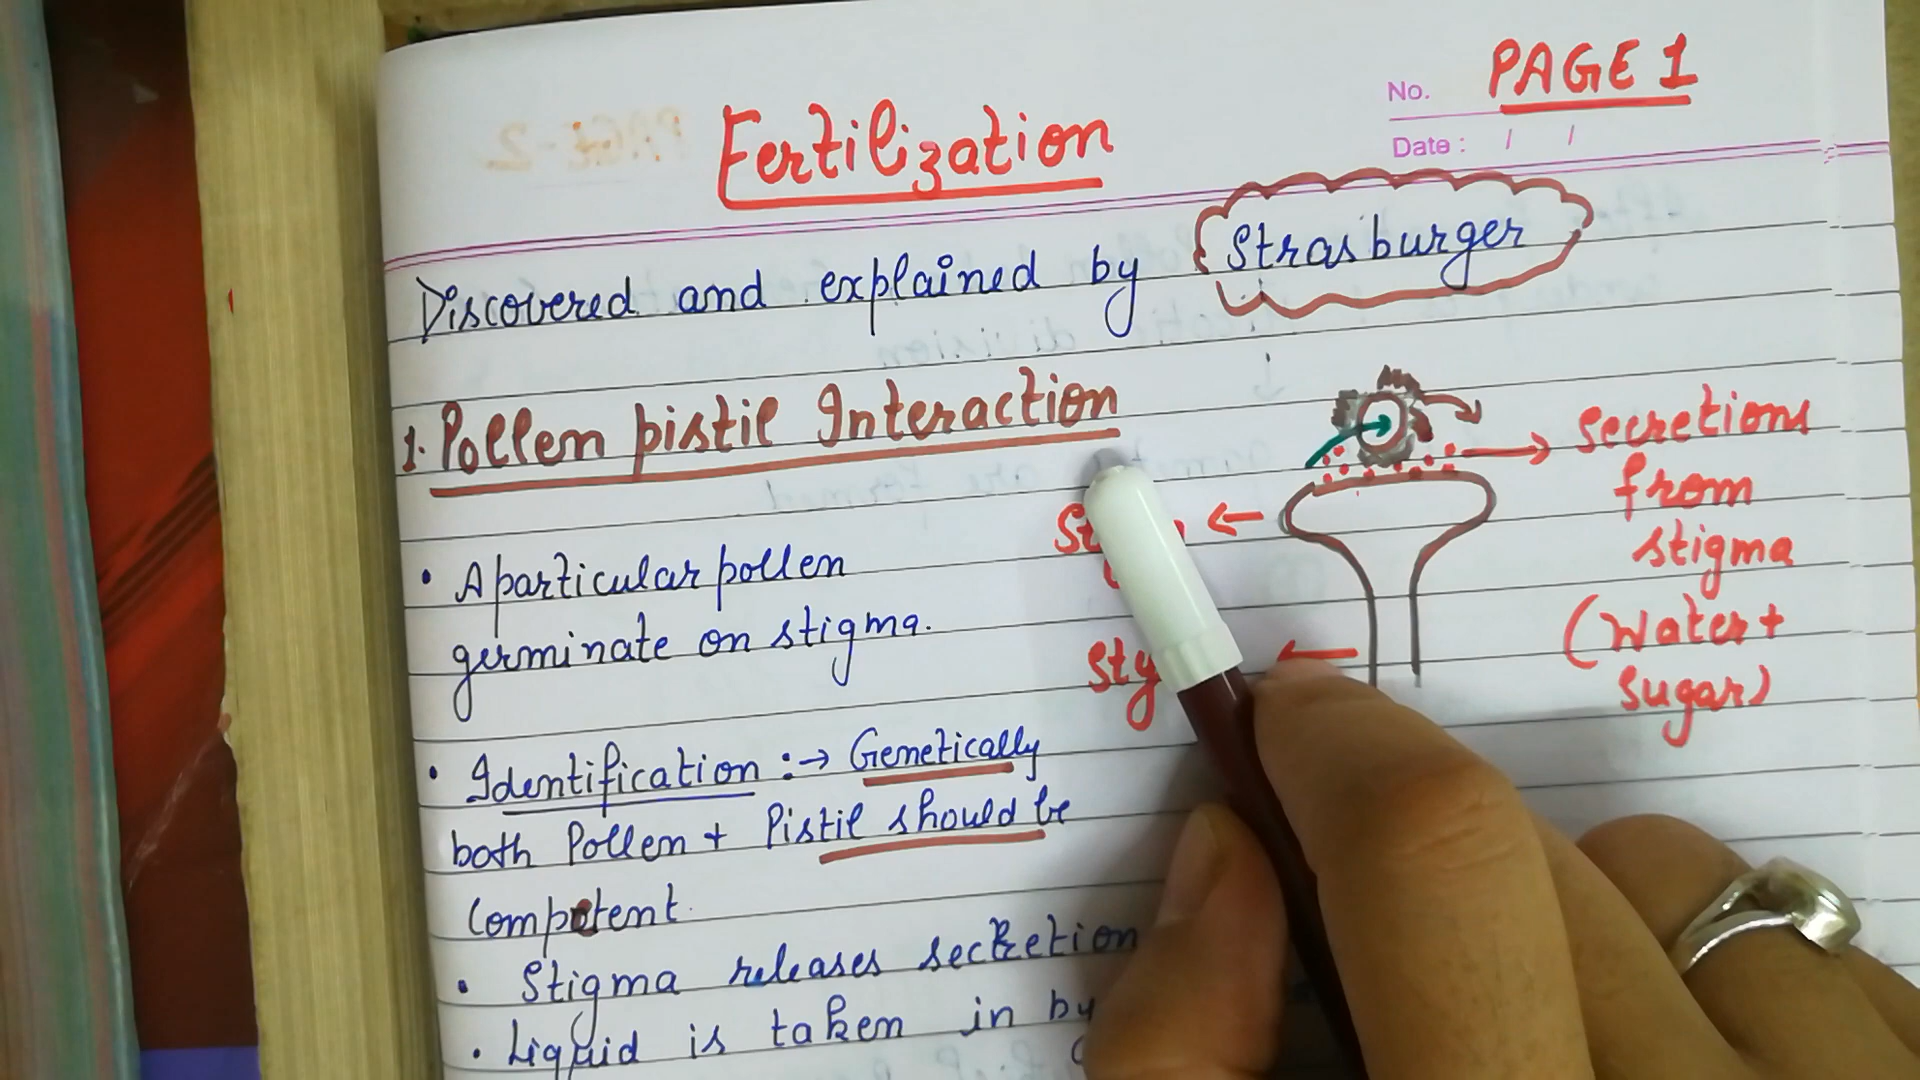 No. PAGE 1
Date : / /
Fertilization
Discovered and explained by Strasburger
1. Pollen pistil Interaction
• A particular pollen
germinate on stigma.
• Identification :→ Genetically
both Pollen + Pistil should be
Competent.
• Stigma releases secretion
• Liquid is taken in by
secretions
from
stigma
(Water +
sugar)